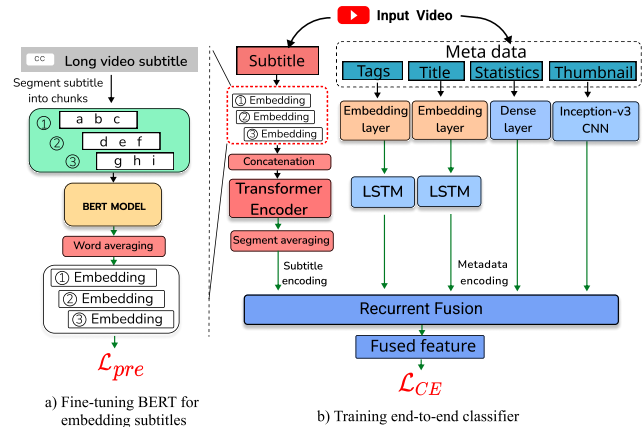 Input Video
CC Long video subtitle
Segment subtitle
into chunks
1 a b c
2 d e f
3 g h i
BERT MODEL
Word averaging
1 Embedding
2 Embedding
3 Embedding
ℒpre
a) Fine-tuning BERT for
embedding subtitles
Subtitle
1 Embedding
2 Embedding
3 Embedding
Concatenation
Transformer
Encoder
Segment averaging
Subtitle
encoding
Meta data
Tags Title Statistics Thumbnail
Embedding
layer
Embedding
layer
Dense
layer
Inception-v3
CNN
LSTM LSTM
Metadata
encoding
Recurrent Fusion
Fused feature
ℒCE
b) Training end-to-end classifier